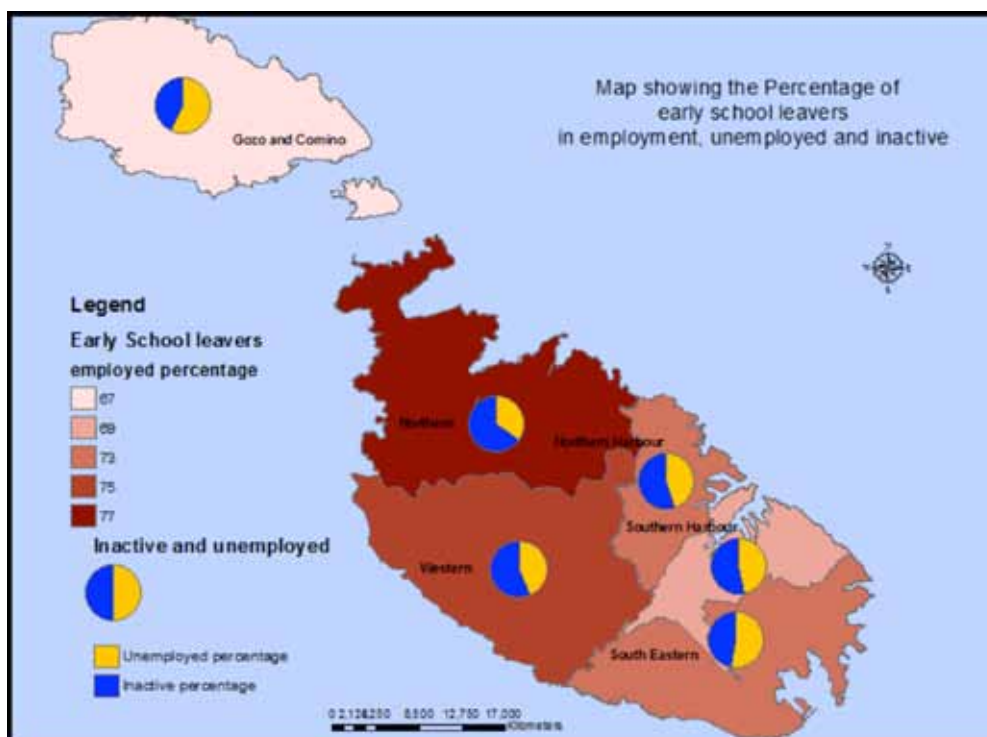 Map showing the Percentage of
early school leavers
in employment, unemployed and inactive
Gozo and Comino
Legend
Early School leavers
employed percentage
67
69
73
75
77
Inactive and unemployed
Unemployed percentage
Inactive percentage
Northern
Northern Harbour
Southern Harbour
Western
South Eastern
Kilometers